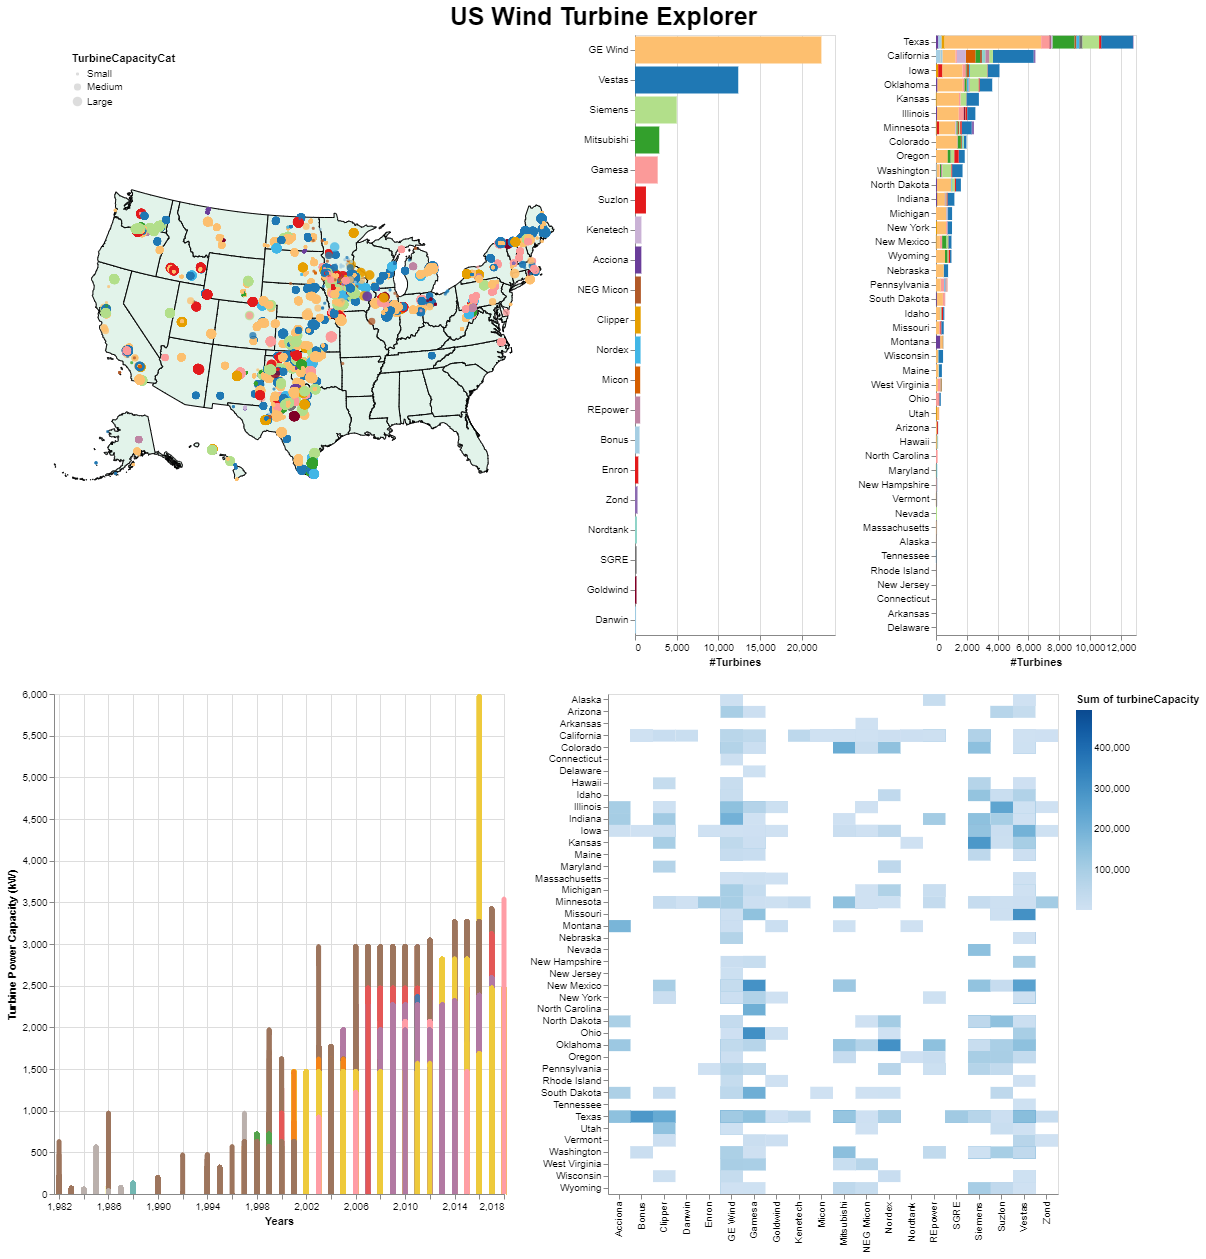 US Wind Turbine Explorer
TurbineCapacityCat
Small
Medium
Large
GE Wind
Vestas
Siemens
Mitsubishi
Gamesa
Suzlon
Kenetech
Acciona
NEG Micon
Clipper
Nordex
Micon
REpower
Bonus
Enron
Zond
Nordtank
SGRE
Goldwind
Danwin
0 5,000 10,000 15,000 20,000
#Turbines
Texas
California
Iowa
Oklahoma
Kansas
Illinois
Minnesota
Colorado
Oregon
Washington
North Dakota
Indiana
Michigan
New York
New Mexico
Wyoming
Nebraska
Pennsylvania
South Dakota
Idaho
Missouri
Montana
Wisconsin
Maine
West Virginia
Ohio
Utah
Arizona
Hawaii
North Carolina
Maryland
New Hampshire
Vermont
Nevada
Massachusetts
Alaska
Tennessee
Rhode Island
New Jersey
Connecticut
Arkansas
Delaware
0 2,000 4,000 6,000 8,000 10,000 12,000
#Turbines
6,000
5,500
5,000
4,500
4,000
3,500
3,000
2,500
2,000
1,500
1,000
500
0
Turbine Power Capacity (kW)
1,982 1,986 1,990 1,994 1,998 2,002 2,006 2,010 2,014 2,018
Years
Alaska
Arizona
Arkansas
California
Colorado
Connecticut
Delaware
Hawaii
Idaho
Illinois
Indiana
Iowa
Kansas
Maine
Maryland
Massachusetts
Michigan
Minnesota
Missouri
Montana
Nebraska
Nevada
New Hampshire
New Jersey
New Mexico
New York
North Carolina
North Dakota
Ohio
Oklahoma
Oregon
Pennsylvania
Rhode Island
South Dakota
Tennessee
Texas
Utah
Vermont
Washington
West Virginia
Wisconsin
Wyoming
Acciona
Bonus
Clipper
Danwin
Enron
GE Wind
Gamesa
Goldwind
Kenetech
Micon
Mitsubishi
NEG Micon
Nordex
Nordtank
REpower
SGRE
Siemens
Suzlon
Vestas
Zond
Sum of turbineCapacity
400,000
300,000
200,000
100,000